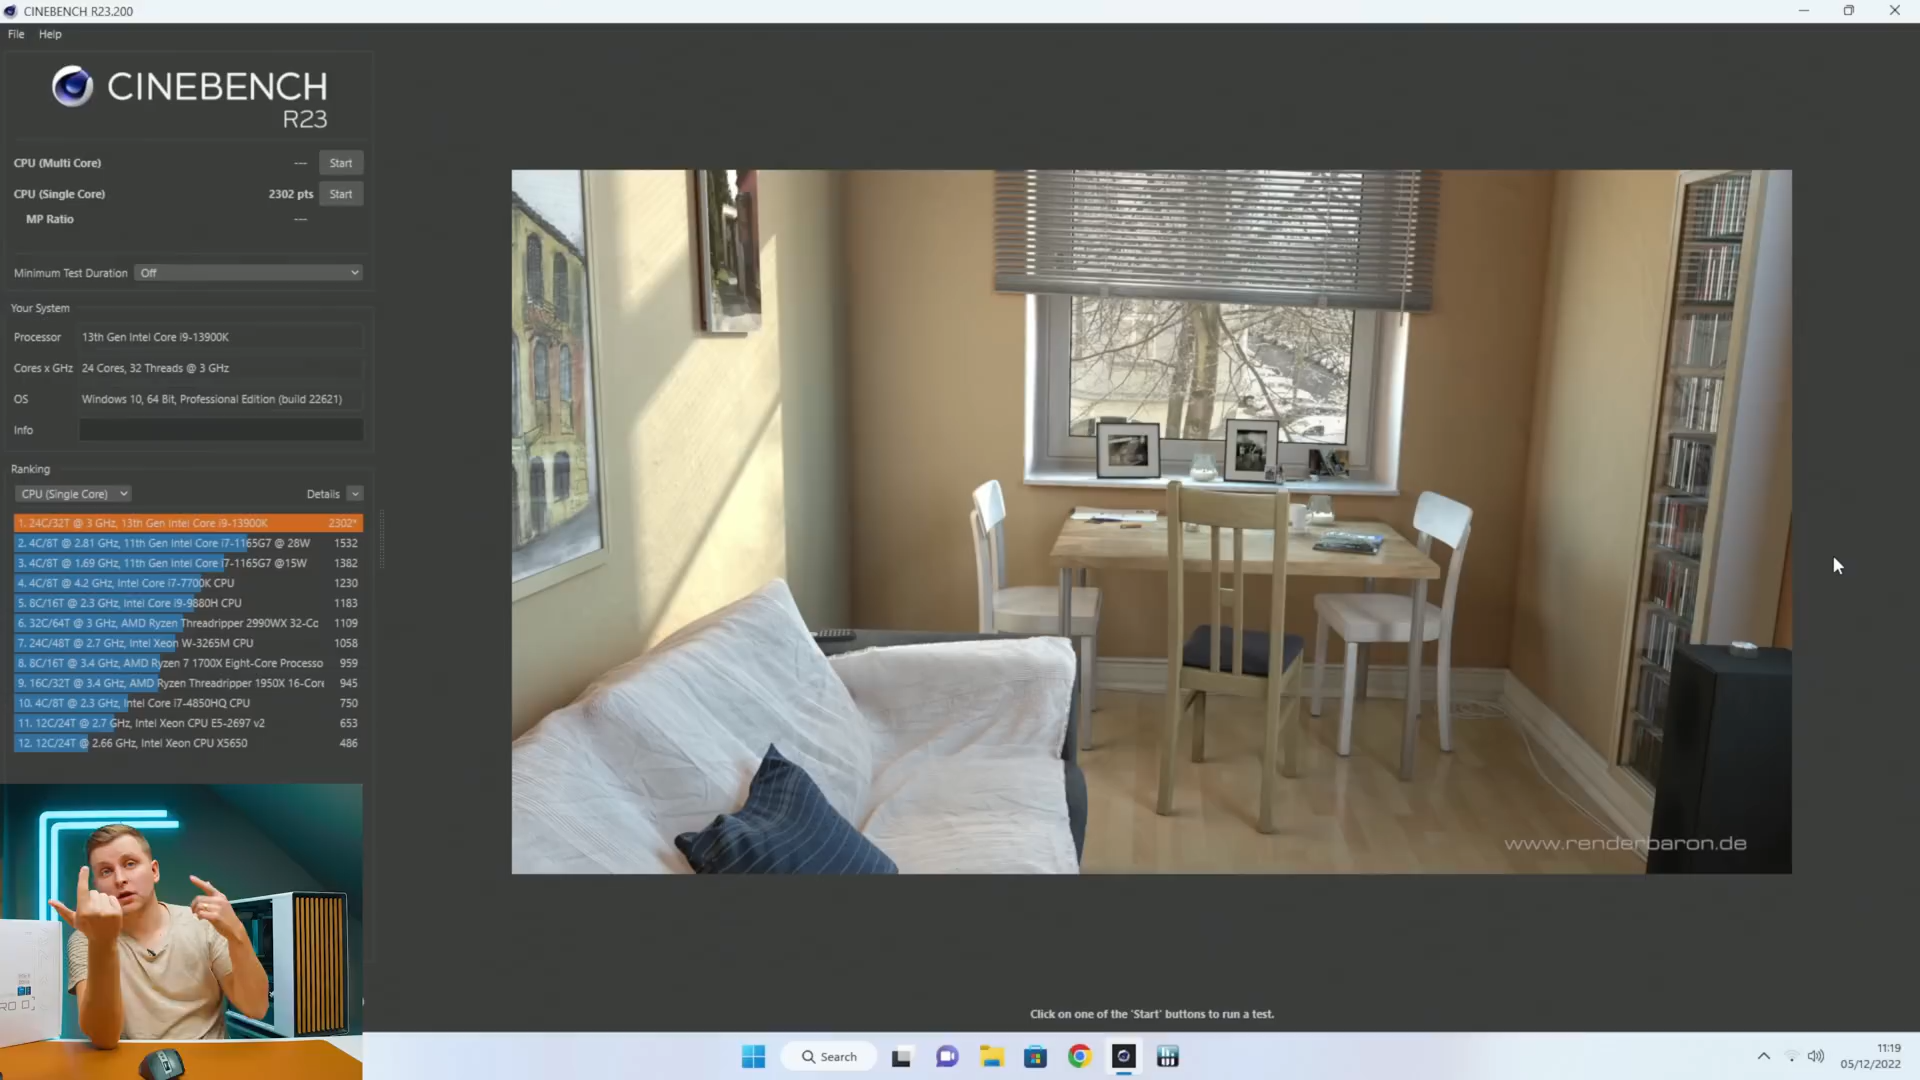 CINEBENCH R23.200
File Help
CINEBENCH
R23
CPU (Multi Core) --- Start
CPU (Single Core) 2302 pts Start
MP Ratio ---
Minimum Test Duration Off
Your System
Processor 13th Gen Intel Core i9-13900K
Cores x GHz 24 Cores, 32 Threads @ 3 GHz
OS Windows 10, 64 Bit, Professional Edition (build 22621)
Info
Ranking
CPU (Single Core) Details
1. 24C/32T @ 3 GHz, 13th Gen Intel Core i9-13900K 2302*
2. 4C/8T @ 2.81 GHz, 11th Gen Intel Core i7-1165G7 @ 28W 1532
3. 4C/8T @ 1.69 GHz, 11th Gen Intel Core i7-1165G7 @15W 1382
4. 4C/8T @ 4.2 GHz, Intel Core i7-7700K CPU 1230
5. 8C/16T @ 2.3 GHz, Intel Core i9-9880H CPU 1183
6. 32C/64T @ 3 GHz, AMD Ryzen Threadripper 2990WX 32-Co 1109
7. 24C/48T @ 2.7 GHz, Intel Xeon W-3265M CPU 1058
8. 8C/16T @ 3.4 GHz, AMD Ryzen 7 1700X Eight-Core Processo 959
9. 16C/32T @ 3.4 GHz, AMD Ryzen Threadripper 1950X 16-Core 945
10. 4C/8T @ 2.3 GHz, Intel Core i7-4850HQ CPU 750
11. 12C/24T @ 2.7 GHz, Intel Xeon CPU E5-2697 v2 653
12. 12C/24T @ 2.66 GHz, Intel Xeon CPU X5650 486
www.renderbaron.de
Click on one of the 'Start' buttons to run a test.
Search
11:19
05/12/2022